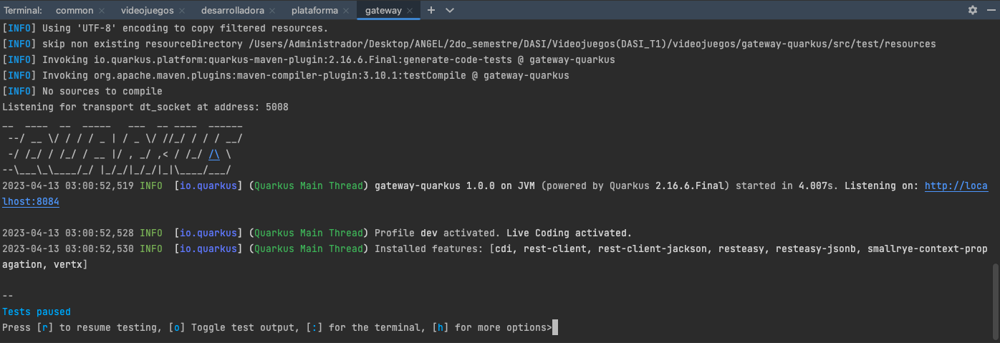 Terminal: common × videojuegos × desarrolladora × plataforma × gateway × +
[INFO] Using 'UTF-8' encoding to copy filtered resources.
[INFO] skip non existing resourceDirectory /Users/Administrador/Desktop/ANGEL/2do_semestre/DASI/Videojuegos(DASI_T1)/videojuegos/gateway-quarkus/src/test/resources
[INFO] Invoking io.quarkus.platform:quarkus-maven-plugin:2.16.6.Final:generate-code-tests @ gateway-quarkus
[INFO] Invoking org.apache.maven.plugins:maven-compiler-plugin:3.10.1:testCompile @ gateway-quarkus
[INFO] No sources to compile
Listening for transport dt_socket at address: 5008
__  ____  __  _____   ___  __ ____  ______
 --/ __ \/ / / / _ | / _ \/ //_/ / / / __/
 -/ /_/ / /_/ / __ |/ , _/ ,< / /_/ /\ \
--\___\_\____/_/ |_/_/|_/_/|_|\____/___/
2023-04-13 03:00:52,519 INFO  [io.quarkus] (Quarkus Main Thread) gateway-quarkus 1.0.0 on JVM (powered by Quarkus 2.16.6.Final) started in 4.007s. Listening on: http://loca
lhost:8084
2023-04-13 03:00:52,528 INFO  [io.quarkus] (Quarkus Main Thread) Profile dev activated. Live Coding activated.
2023-04-13 03:00:52,530 INFO  [io.quarkus] (Quarkus Main Thread) Installed features: [cdi, rest-client, rest-client-jackson, resteasy, resteasy-jsonb, smallrye-context-prop
agation, vertx]
--
Tests paused
Press [r] to resume testing, [o] Toggle test output, [:] for the terminal, [h] for more options>